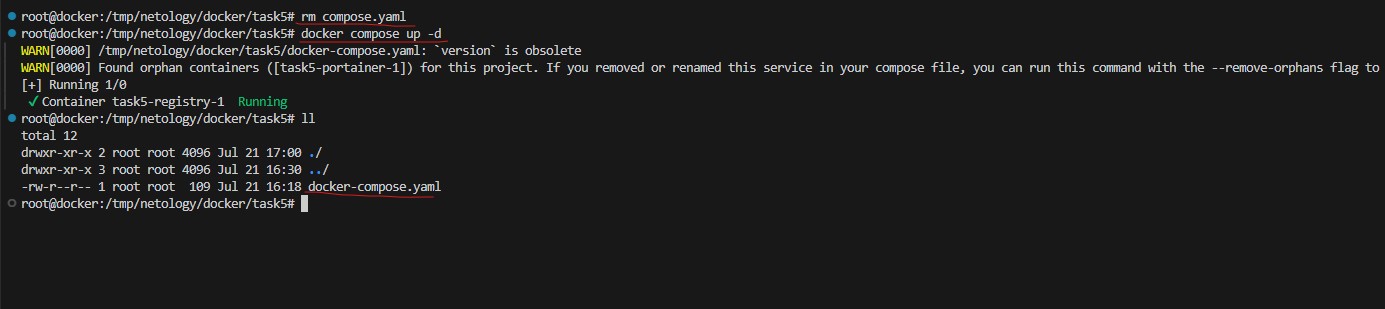 root@docker:/tmp/netology/docker/task5# rm compose.yaml
root@docker:/tmp/netology/docker/task5# docker compose up -d
WARN[0000] /tmp/netology/docker/task5/docker-compose.yaml: `version` is obsolete
WARN[0000] Found orphan containers ([task5-portainer-1]) for this project. If you removed or renamed this service in your compose file, you can run this command with the --remove-orphans flag to
[+] Running 1/0
✓ Container task5-registry-1  Running
root@docker:/tmp/netology/docker/task5# ll
total 12
drwxr-xr-x 2 root root 4096 Jul 21 17:00 ./
drwxr-xr-x 3 root root 4096 Jul 21 16:30 ../
-rw-r--r-- 1 root root  109 Jul 21 16:18 docker-compose.yaml
root@docker:/tmp/netology/docker/task5#